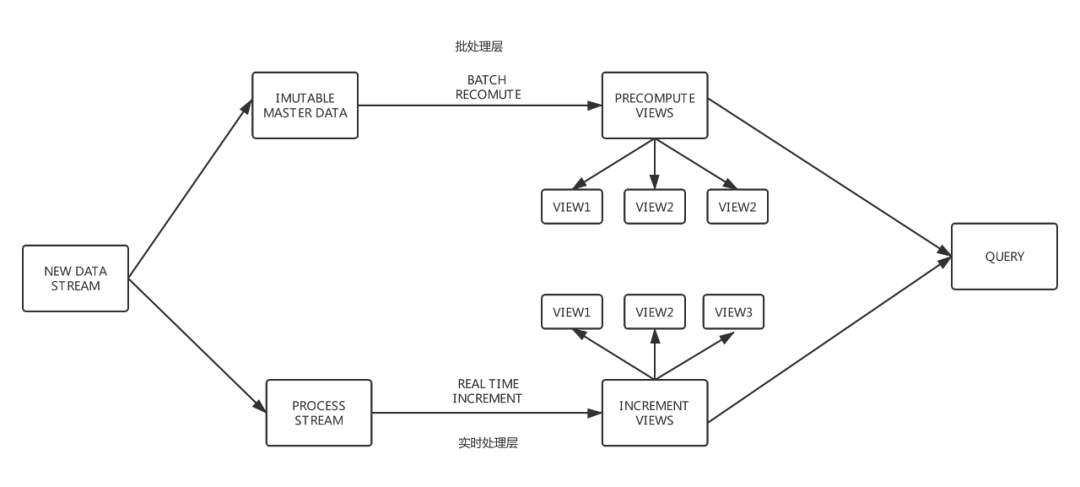 批处理层
BATCH
RECOMUTE
IMUTABLE
MASTER DATA
PRECOMPUTE
VIEWS
VIEW1
VIEW2
VIEW2
NEW DATA
STREAM
QUERY
VIEW1
VIEW2
VIEW3
PROCESS
STREAM
REAL TIME
INCREMENT
INCREMENT
VIEWS
实时处理层